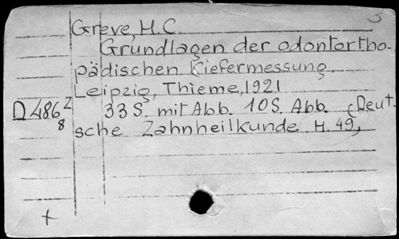 5
Greve, H.C.
Grundlagen der odontortho-
pädischen Kiefermessung.
Leipzig, Thieme, 1921
D 486 Z 8 33 S. mit Abb. 10 S. Abb. (Deut-
sche Zahnheilkunde. H. 49,
+